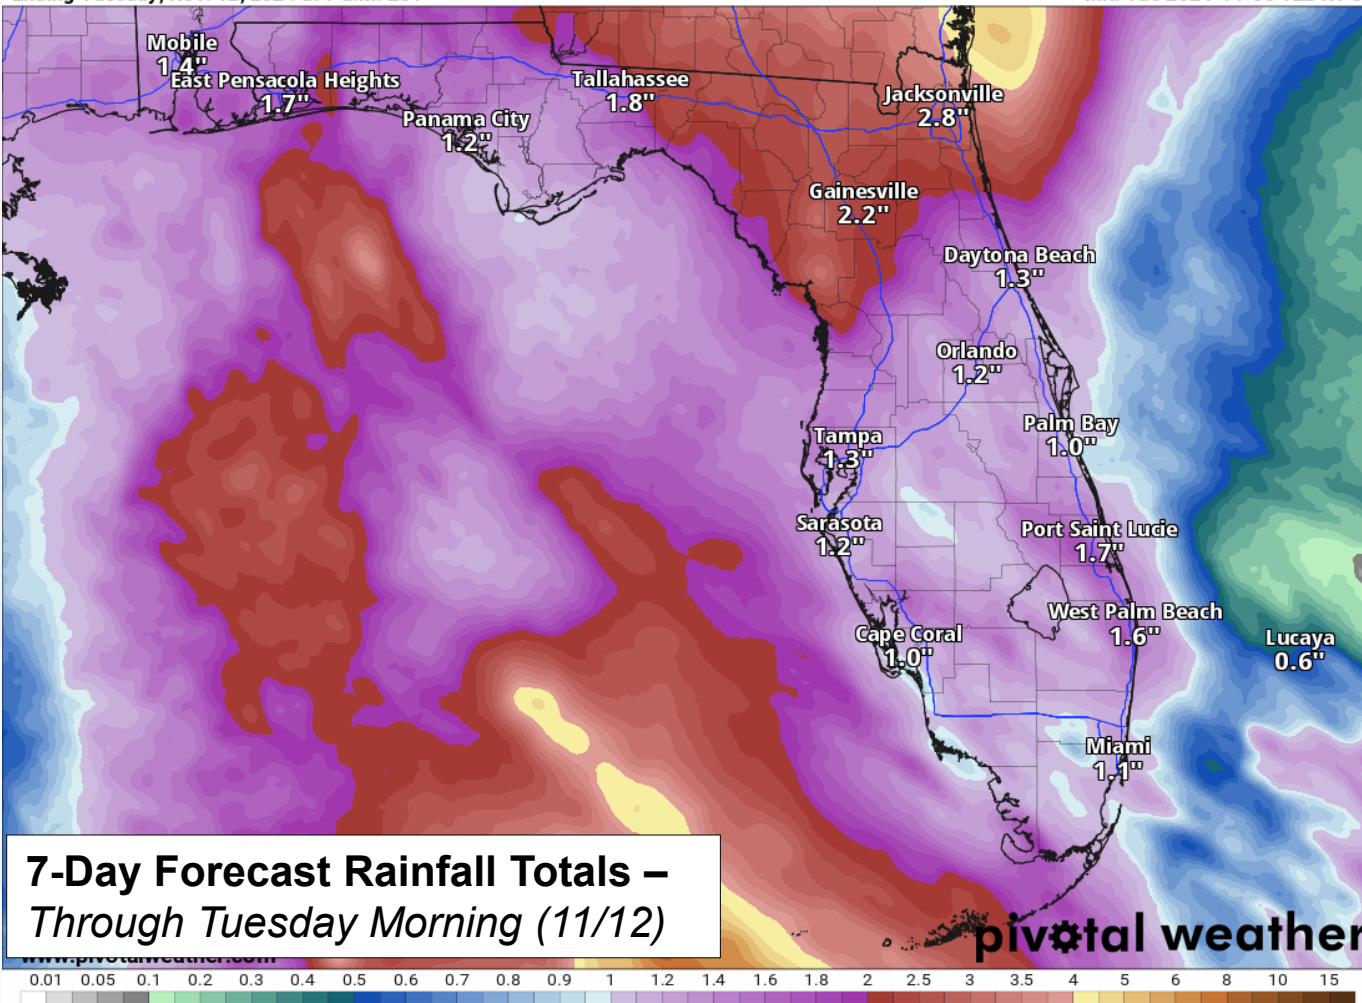 Mobile
1.4"
East Pensacola Heights
1.7"
Tallahassee
1.8"
Panama City
1.2"
Jacksonville
2.8"
Gainesville
2.2"
Daytona Beach
1.3"
Orlando
1.2"
Palm Bay
1.0"
Tampa
1.3"
Sarasota
1.2"
Port Saint Lucie
1.7"
West Palm Beach
1.6"
Cape Coral
1.0"
Lucaya
0.6"
Miami
1.1"
7-Day Forecast Rainfall Totals –
Through Tuesday Morning (11/12)
www.pivotalweather.com
pivotal weather
0.01 0.05 0.1 0.2 0.3 0.4 0.5 0.6 0.7 0.8 0.9 1 1.2 1.4 1.6 1.8 2 2.5 3 3.5 4 5 6 8 10 15